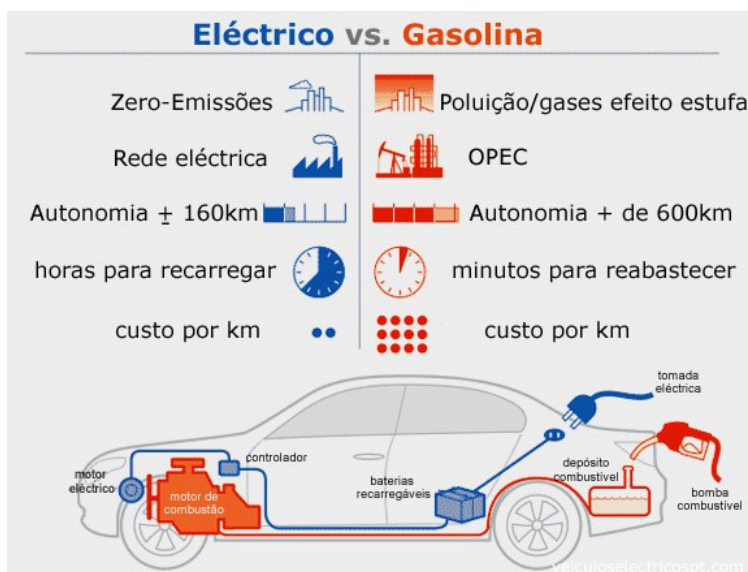 Eléctrico vs. Gasolina
Zero-Emissões
Poluição/gases efeito estufa
Rede eléctrica
OPEC
Autonomia ± 160km
Autonomia + de 600km
horas para recarregar
minutos para reabastecer
custo por km
custo por km
tomada
eléctrica
controlador
motor
eléctrico
motor de
combustão
baterias
recarregáveis
depósito
combustível
bomba
combustivel
veiculoselectricospt.com